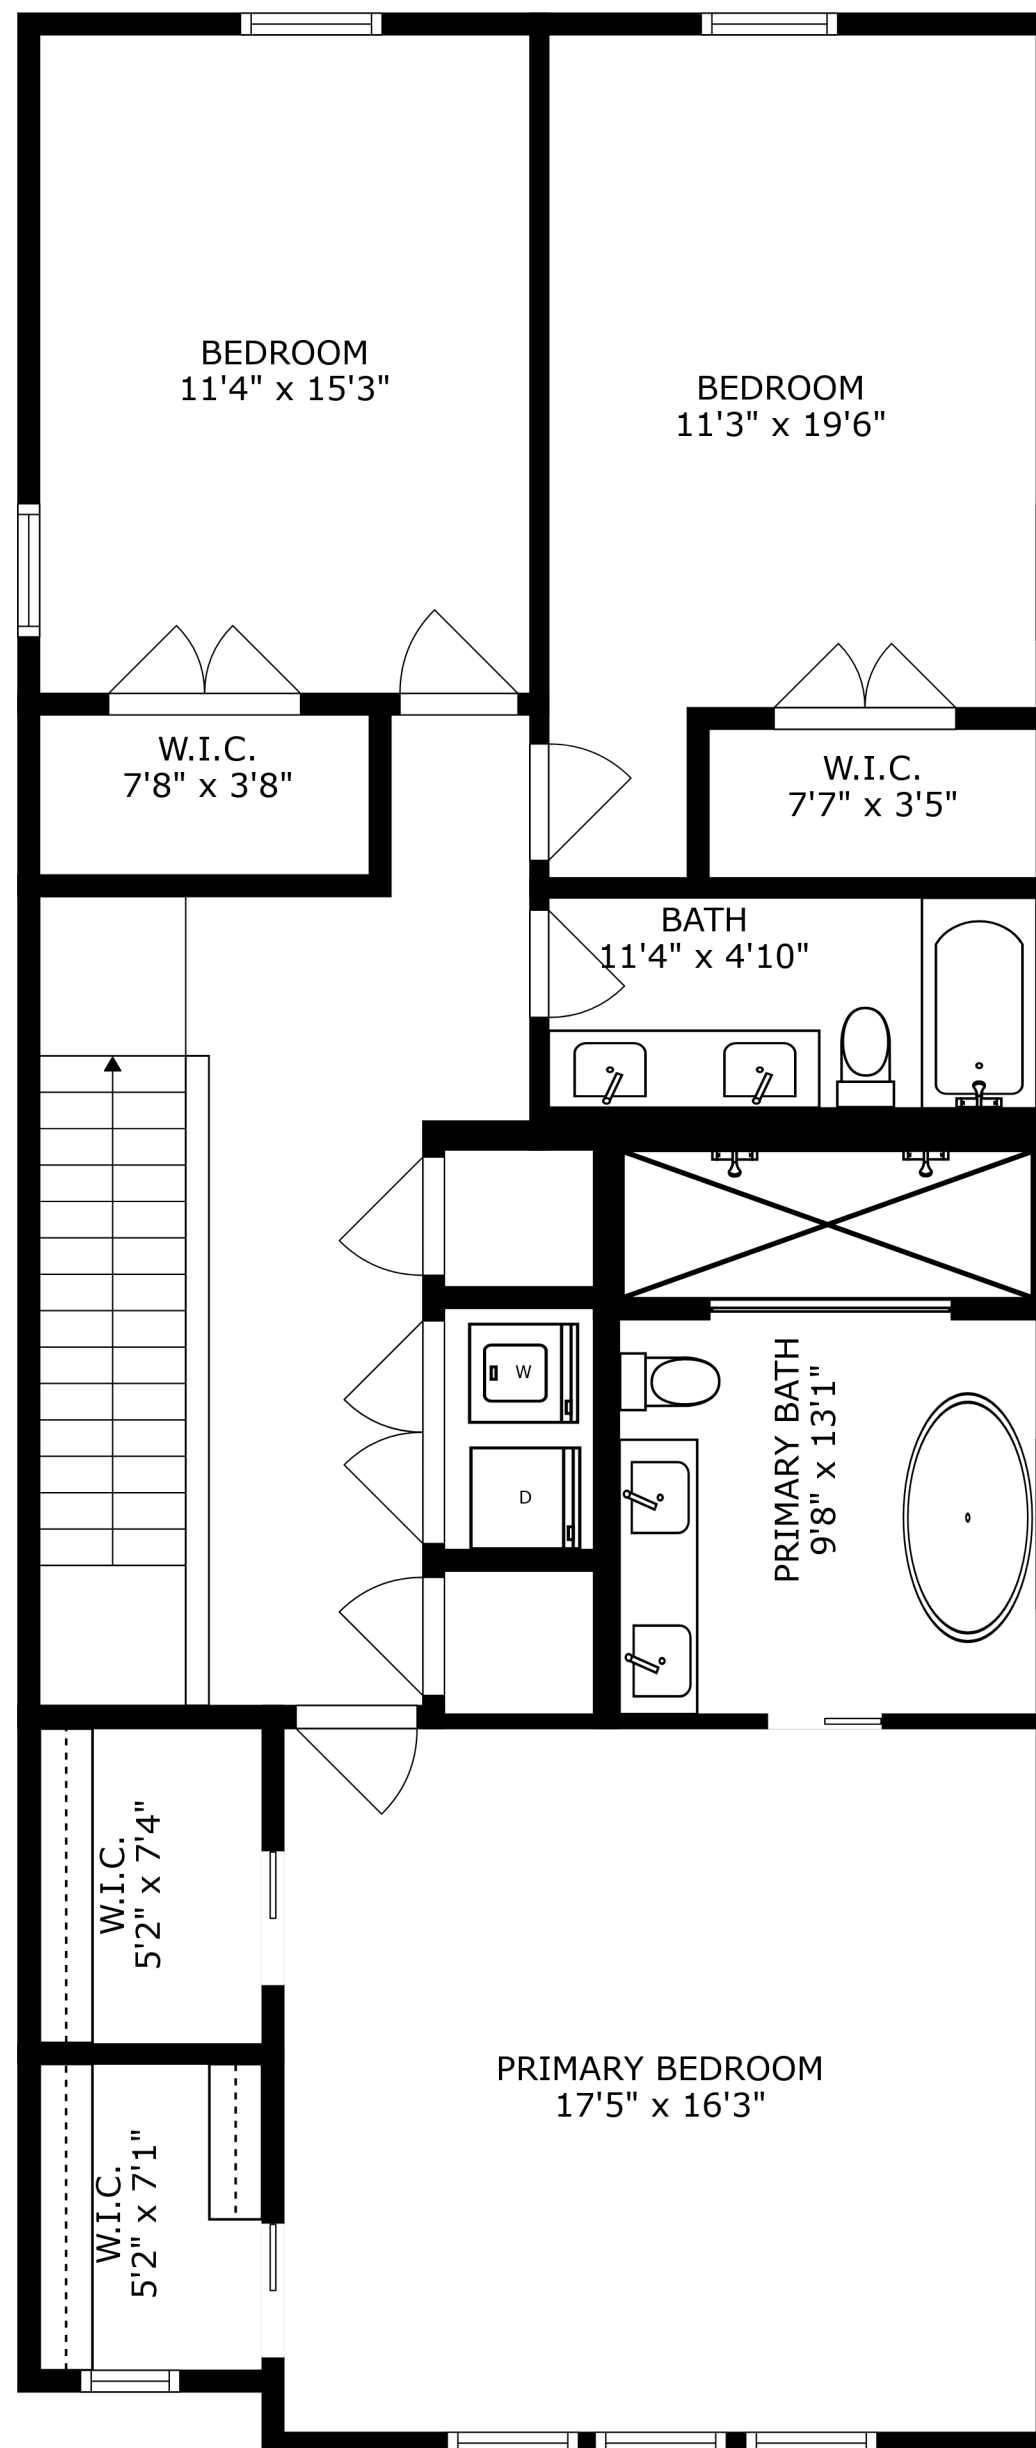 BEDROOM
11'4" x 15'3"
BEDROOM
11'3" x 19'6"
W.I.C.
7'8" x 3'8"
W.I.C.
7'7" x 3'5"
BATH
11'4" x 4'10"
W
D
PRIMARY BATH
9'8" x 13'1"
W.I.C.
5'2" x 7'4"
PRIMARY BEDROOM
17'5" x 16'3"
W.I.C.
5'2" x 7'1"